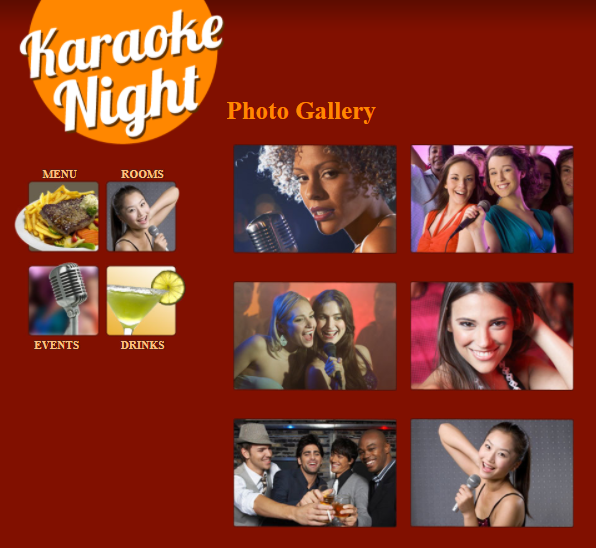 Karaoke
Night
Photo Gallery
MENU
ROOMS
EVENTS
DRINKS